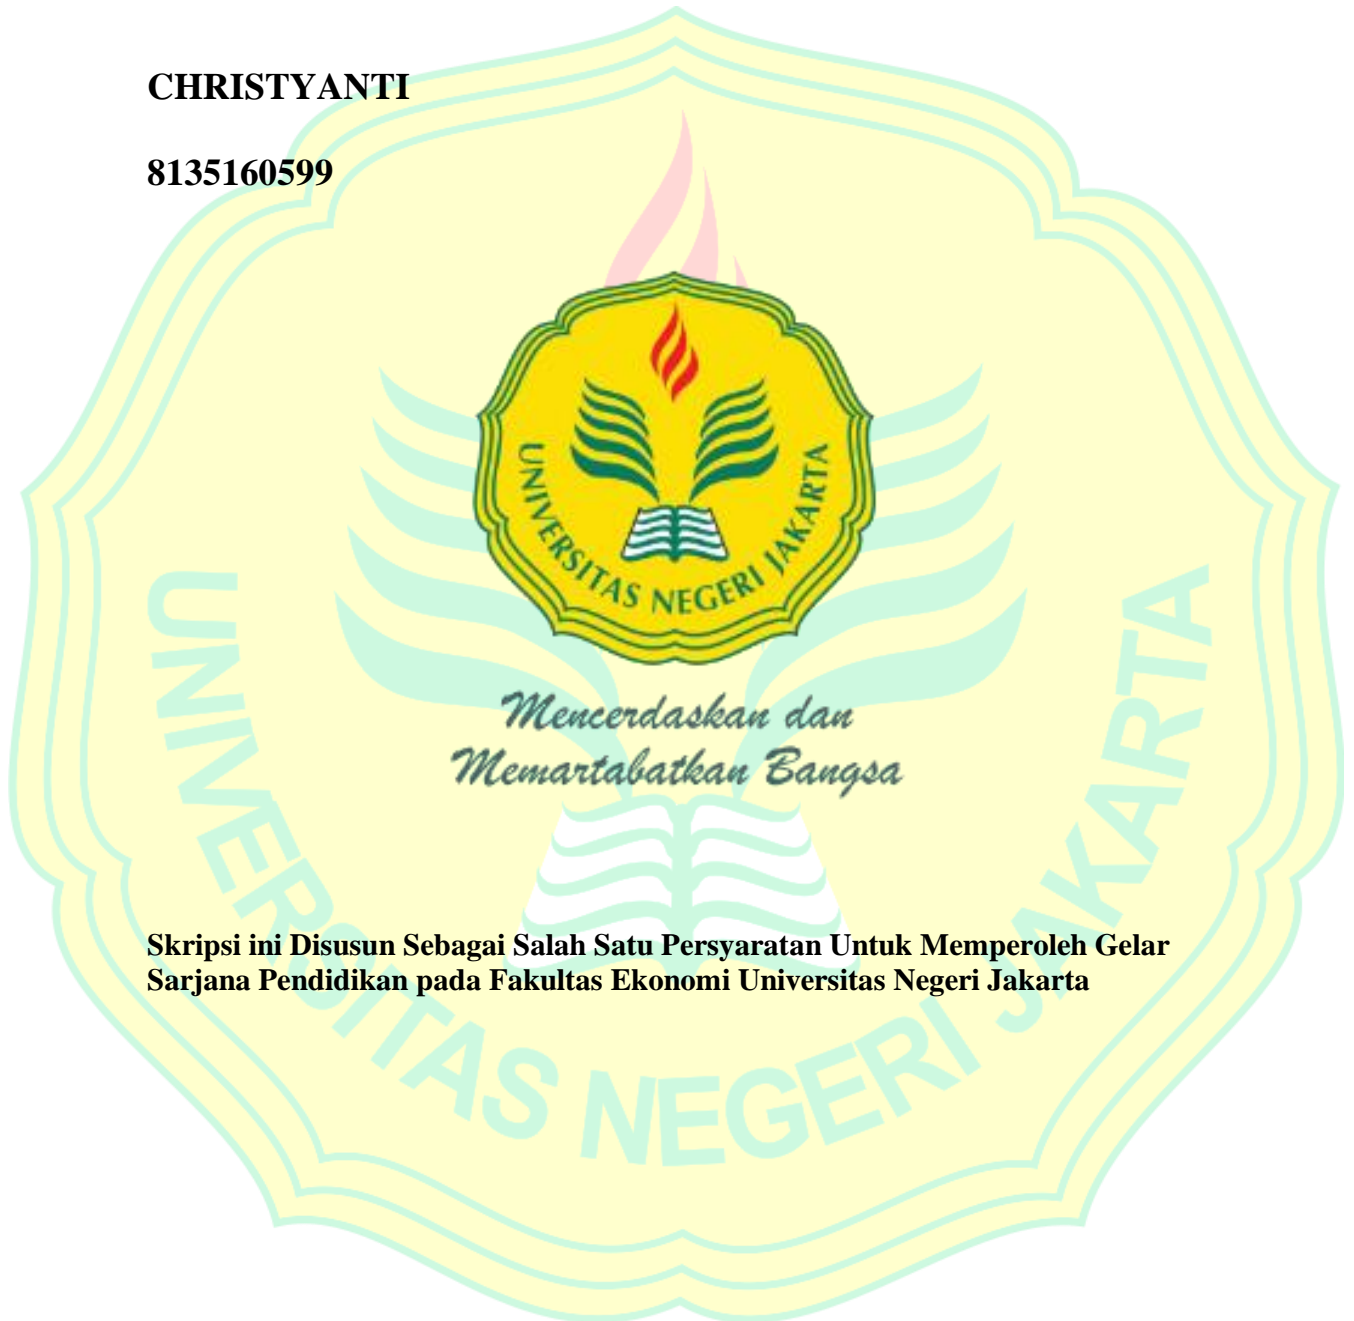 CHRISTYANTI
8135160599
UNIVERSITAS NEGERI JAKARTA
Mencerdaskan dan
Memartabatkan Bangsa
Skripsi ini Disusun Sebagai Salah Satu Persyaratan Untuk Memperoleh Gelar
Sarjana Pendidikan pada Fakultas Ekonomi Universitas Negeri Jakarta
UNIVERSITAS NEGERI JAKARTA